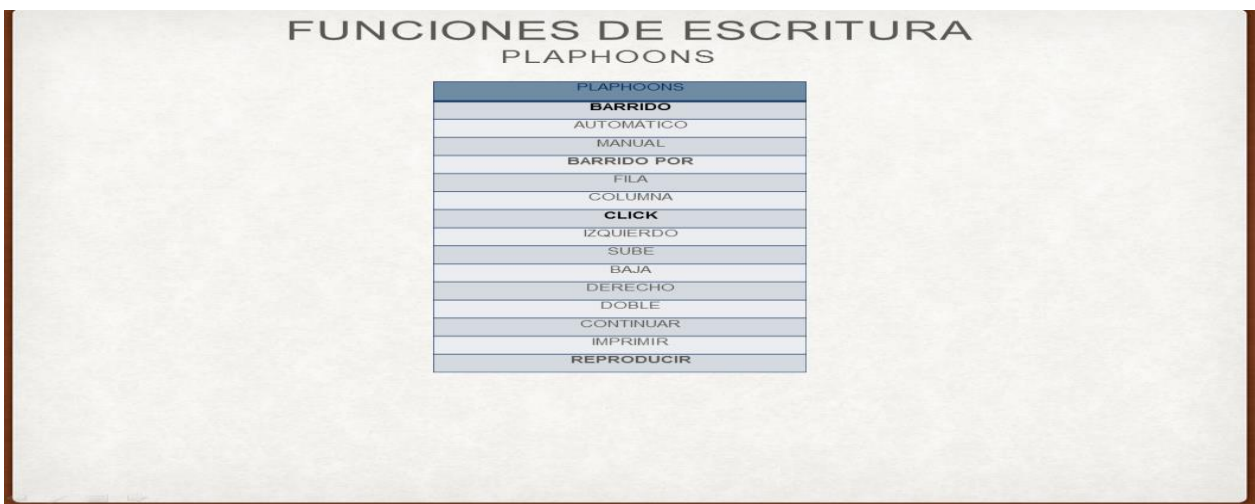 FUNCIONES DE ESCRITURA
PLAPHOONS
PLAPHOONS
BARRIDO
AUTOMÁTICO
MANUAL
BARRIDO POR
FILA
COLUMNA
CLICK
IZQUIERDO
SUBE
BAJA
DERECHO
DOBLE
CONTINUAR
IMPRIMIR
REPRODUCIR